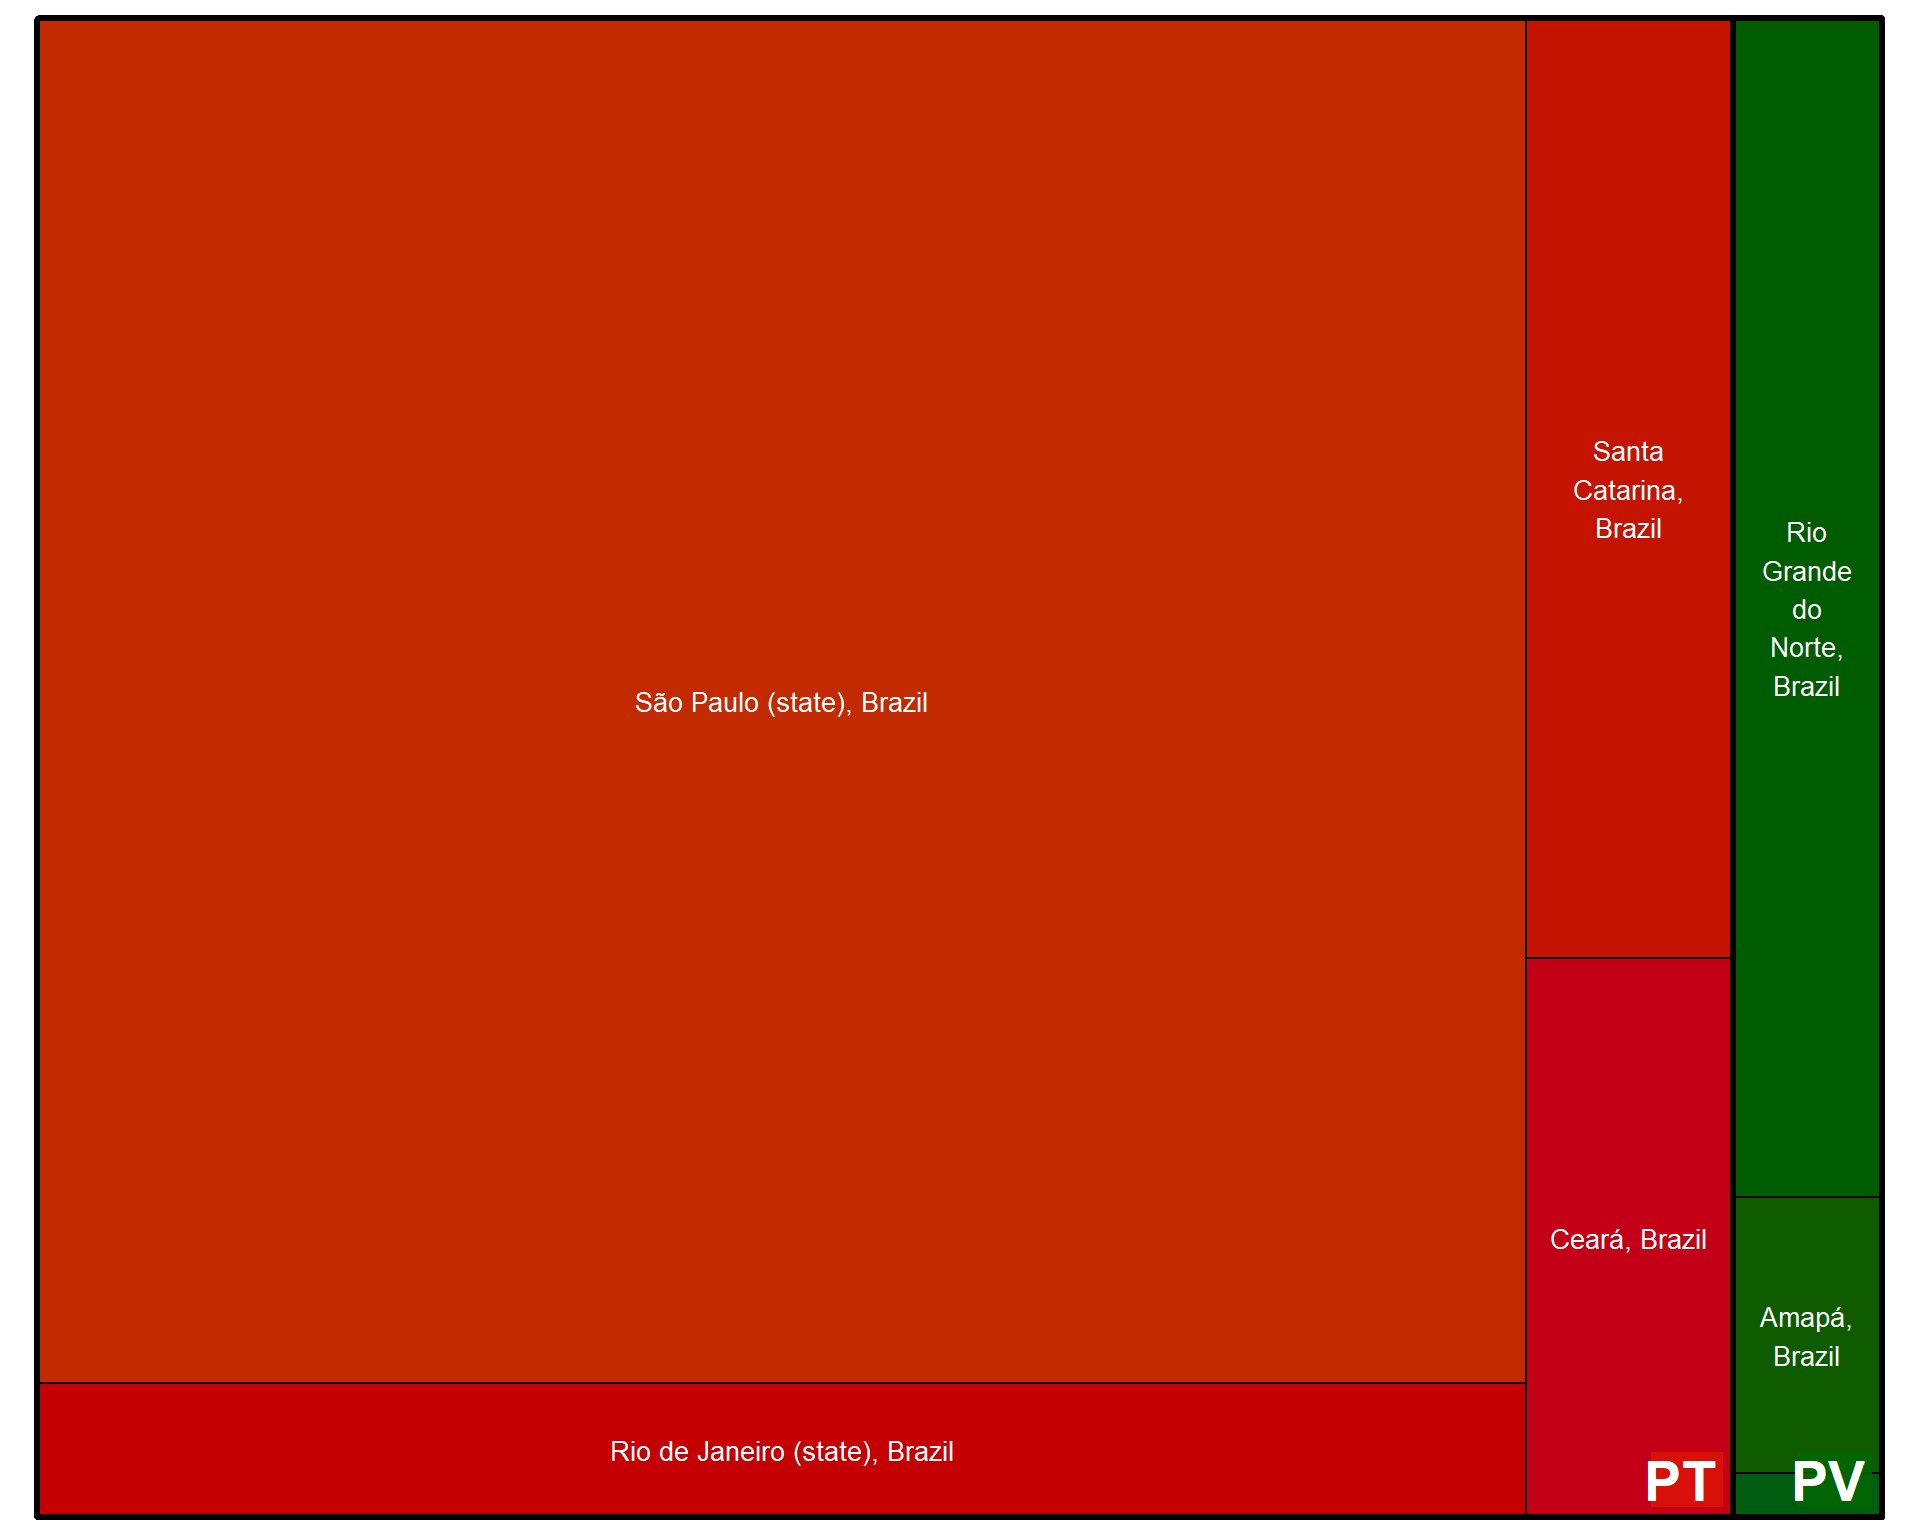 São Paulo (state), Brazil
Rio de Janeiro (state), Brazil
Santa
Catarina,
Brazil
Ceará, Brazil
PT
Rio
Grande
do
Norte,
Brazil
Amapá,
Brazil
PV